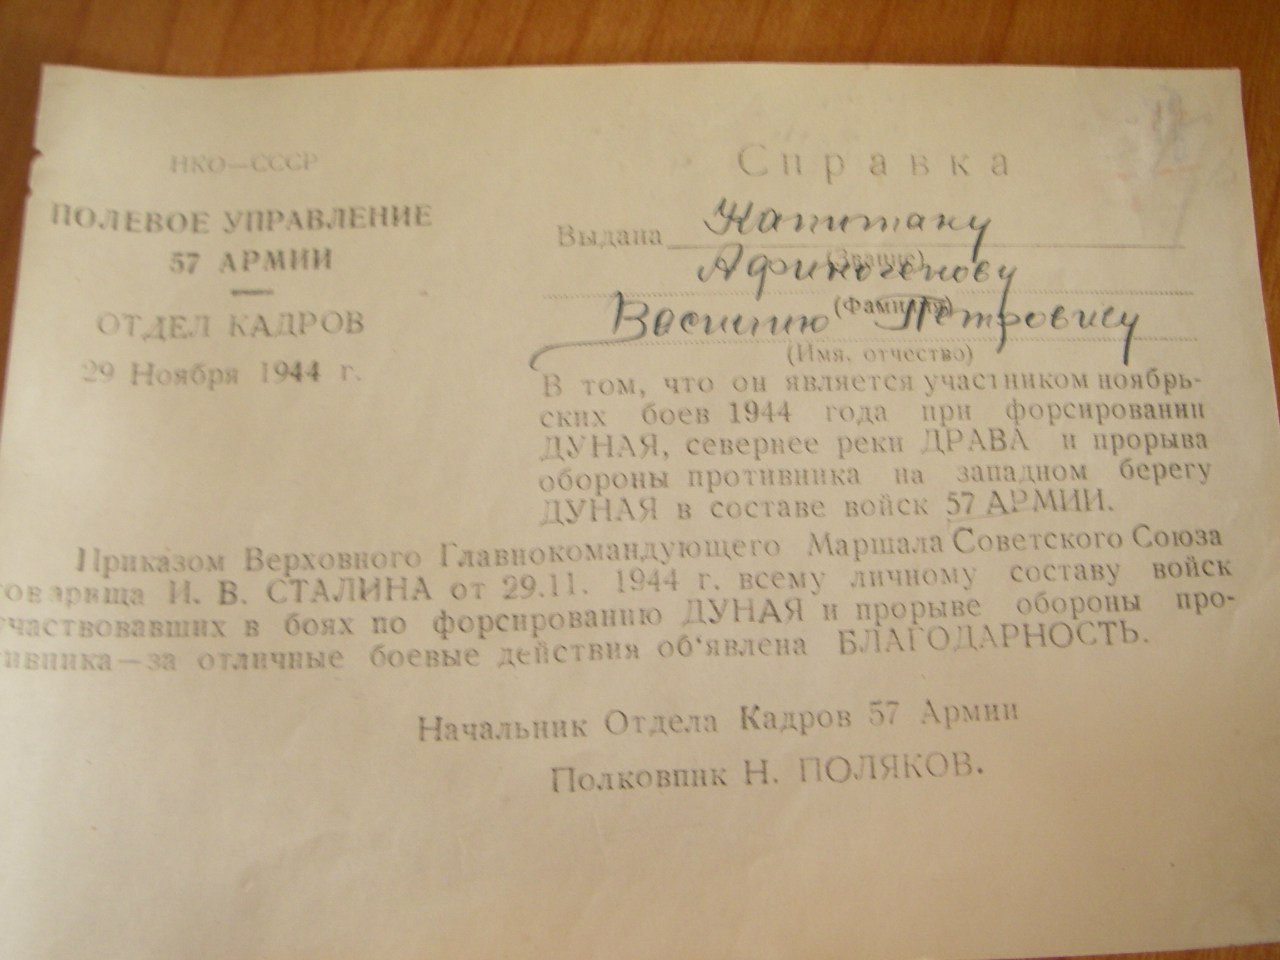 НКО—СССР
ПОЛЕВОЕ УПРАВЛЕНИЕ
57 АРМИИ
ОТДЕЛ КАДРОВ
29 Ноября 1944 г.
Справка
Выдана Капитану
(Звание)
Афиногенову
(Фамилия)
Василию Петровичу
(Имя, отчество)
В том, что он является участником ноябрь-
ских боев 1944 года при форсировании
ДУНАЯ, севернее реки ДРАВА и прорыва
обороны противника на западном берегу
ДУНАЯ в составе войск 57 АРМИИ.
Приказом Верховного Главнокомандующего Маршала Советского Союза
товарища И. В. СТАЛИНА от 29.11. 1944 г. всему личному составу войск
участвовавших в боях по форсированию ДУНАЯ и прорыве обороны про-
тивника—за отличные боевые действия об‘явлена БЛАГОДАРНОСТЬ.
Начальник Отдела Кадров 57 Армии
Полковник Н. ПОЛЯКОВ.